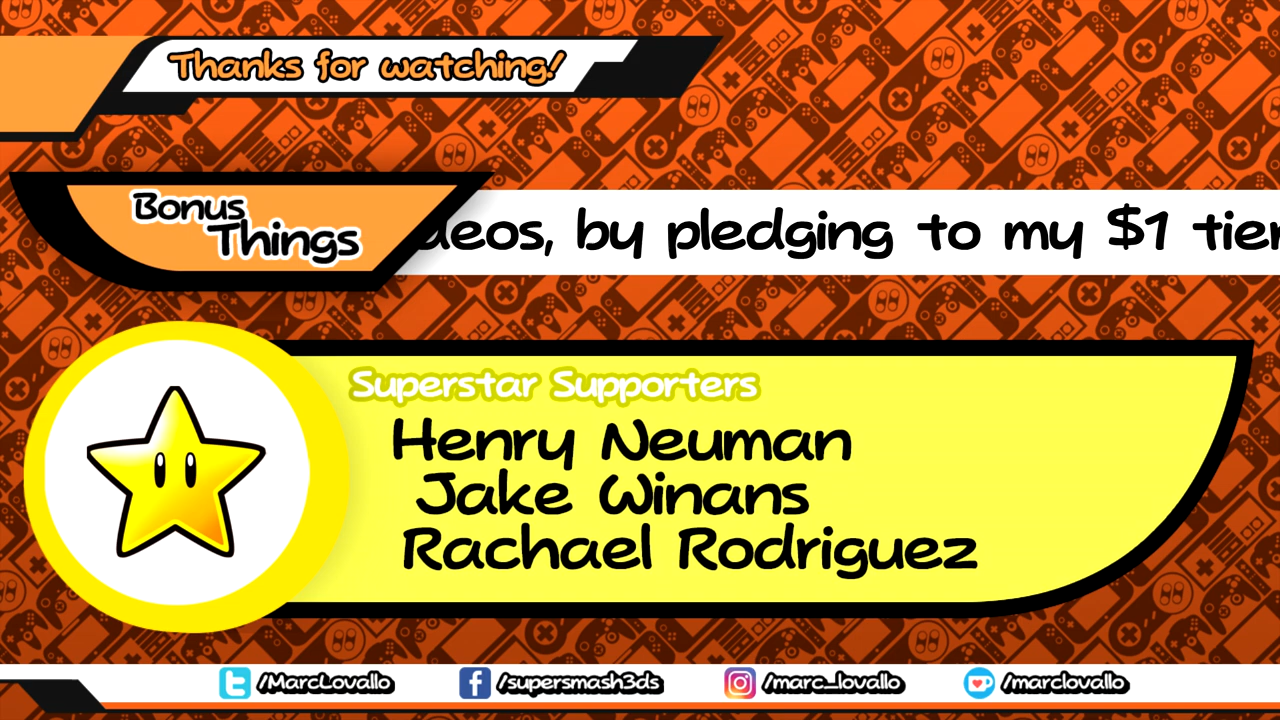 Thanks for watching!
Bonus
Things
deos, by pledging to my $1 tier
Superstar Supporters
Henry Neuman
Jake Winans
Rachael Rodriguez
/MarcLovallo /supersmash3ds /marc_lovallo /marclovallo